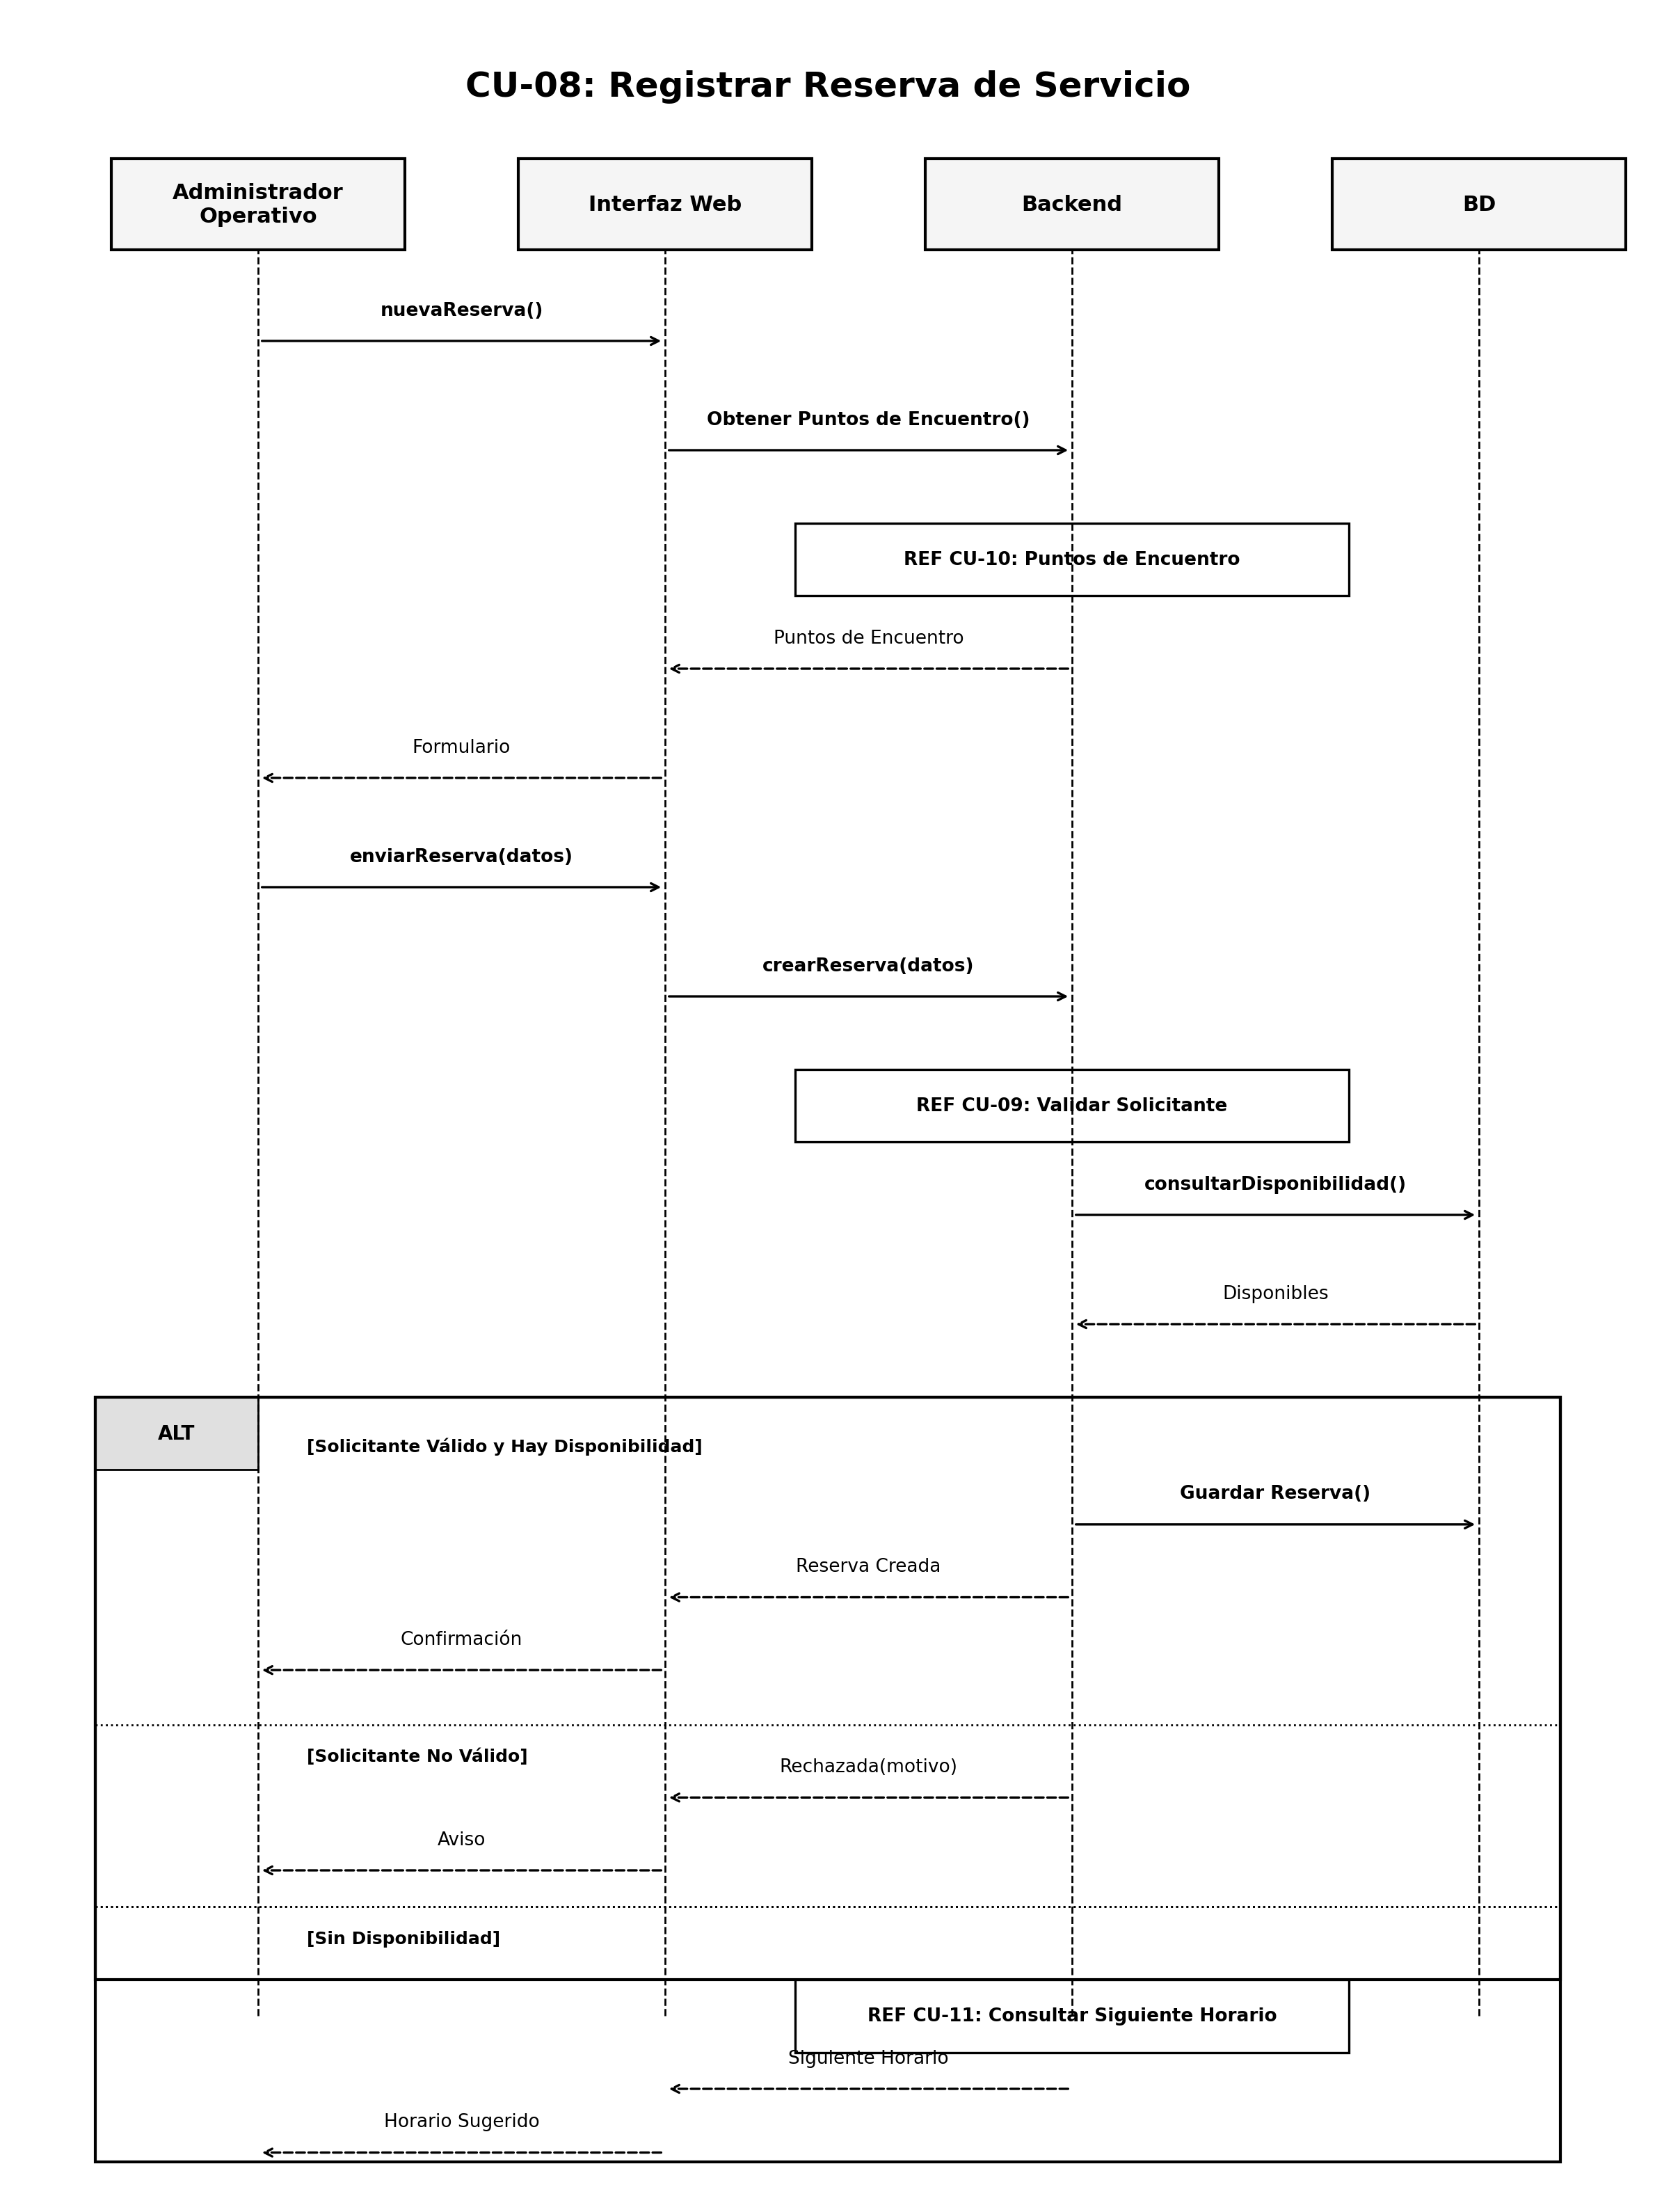 CU-08: Registrar Reserva de Servicio
Administrador
Operativo
Interfaz Web
Backend
BD
nuevaReserva()
Obtener Puntos de Encuentro()
REF CU-10: Puntos de Encuentro
Puntos de Encuentro
Formulario
enviarReserva(datos)
crearReserva(datos)
REF CU-09: Validar Solicitante
consultarDisponibilidad()
Disponibles
ALT
[Solicitante Válido y Hay Disponibilidad]
Guardar Reserva()
Reserva Creada
Confirmación
[Solicitante No Válido]
Rechazada(motivo)
Aviso
[Sin Disponibilidad]
REF CU-11: Consultar Siguiente Horario
Siguiente Horario
Horario Sugerido